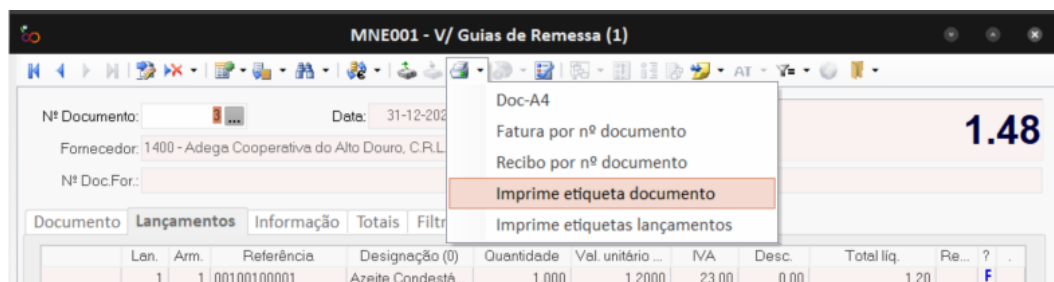 MNE001 - V/ Guias de Remessa (1)
AT
Nº Documento: 3 ... Data: 31-12-202
1.48
Fornecedor: 1400 - Adega Cooperativa do Alto Douro, C.R.L.
Nº Doc.For.:
Doc-A4
Fatura por nº documento
Recibo por nº documento
Imprime etiqueta documento
Imprime etiquetas lançamentos
Documento Lançamentos Informação Totais Filtr
Lan. Arm. Referência Designação (0) Quantidade Val. unitário ... IVA Desc. Total líq. Re... ? .
1 1 00100100001 Azeite Condestá 1.000 1.2000 23.00 0.00 1.20 F